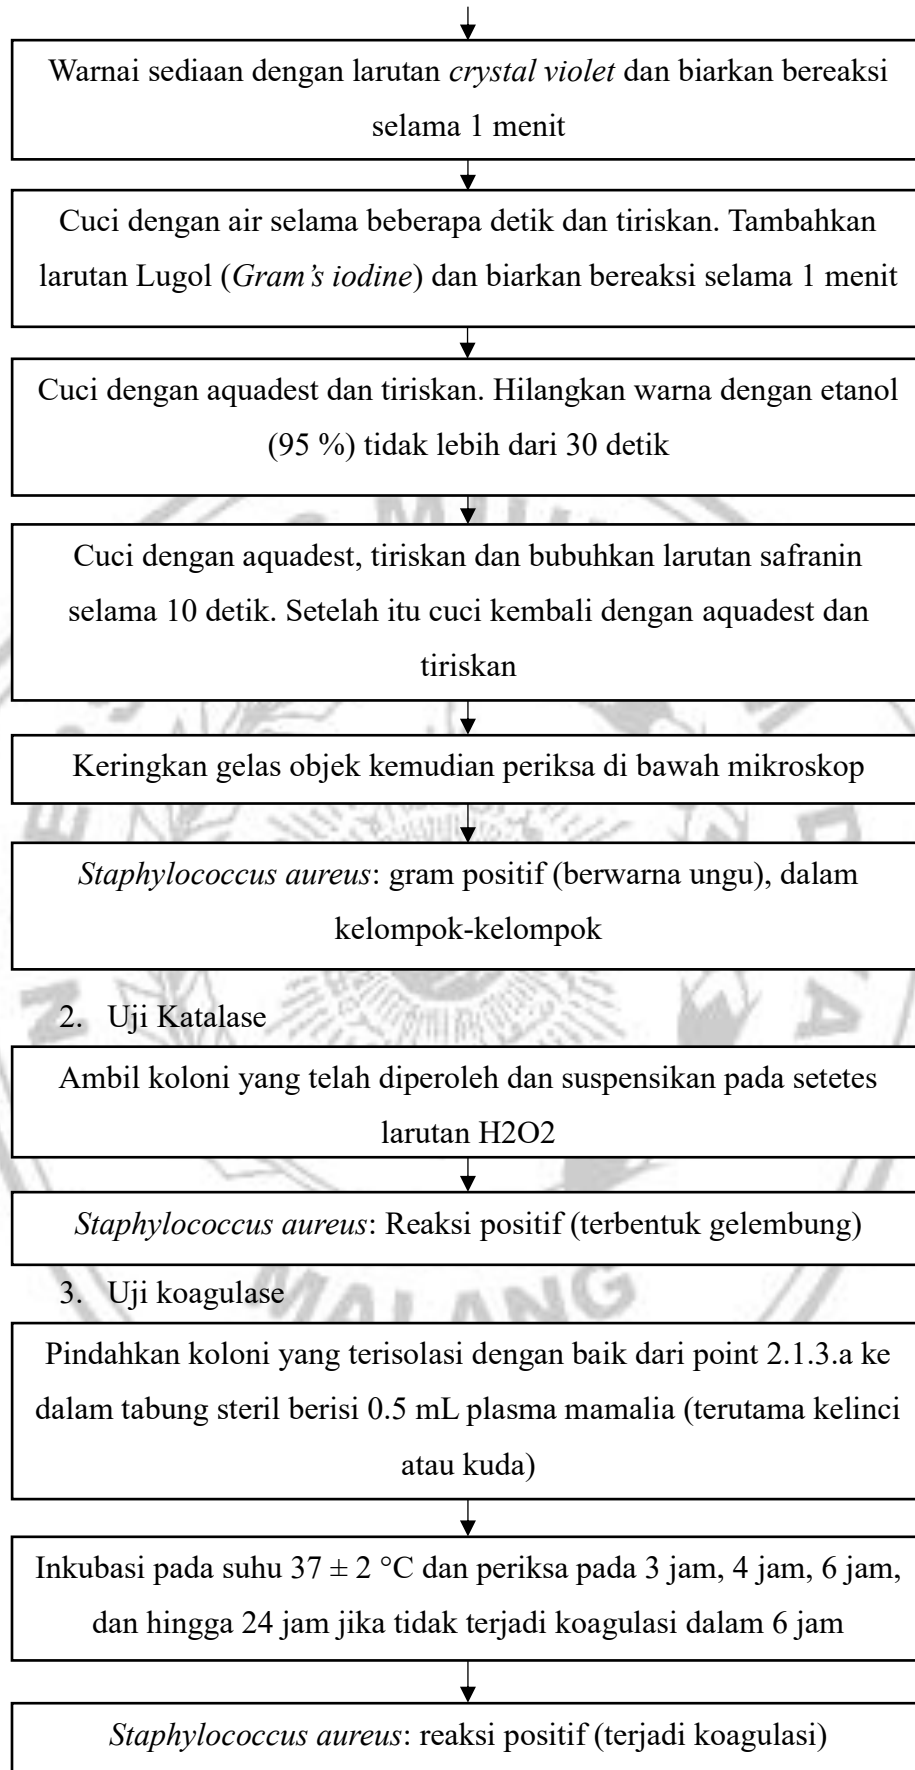 Warnai sediaan dengan larutan crystal violet dan biarkan bereaksi
selama 1 menit
Cuci dengan air selama beberapa detik dan tiriskan. Tambahkan
larutan Lugol (Gram’s iodine) dan biarkan bereaksi selama 1 menit
Cuci dengan aquadest dan tiriskan. Hilangkan warna dengan etanol
(95 %) tidak lebih dari 30 detik
Cuci dengan aquadest, tiriskan dan bubuhkan larutan safranin
selama 10 detik. Setelah itu cuci kembali dengan aquadest dan
tiriskan
Keringkan gelas objek kemudian periksa di bawah mikroskop
Staphylococcus aureus: gram positif (berwarna ungu), dalam
kelompok-kelompok
2. Uji Katalase
Ambil koloni yang telah diperoleh dan suspensikan pada setetes
larutan H2O2
Staphylococcus aureus: Reaksi positif (terbentuk gelembung)
3. Uji koagulase
MALANG
Pindahkan koloni yang terisolasi dengan baik dari point 2.1.3.a ke
dalam tabung steril berisi 0.5 mL plasma mamalia (terutama kelinci
atau kuda)
Inkubasi pada suhu 37 ± 2 °C dan periksa pada 3 jam, 4 jam, 6 jam,
dan hingga 24 jam jika tidak terjadi koagulasi dalam 6 jam
Staphylococcus aureus: reaksi positif (terjadi koagulasi)